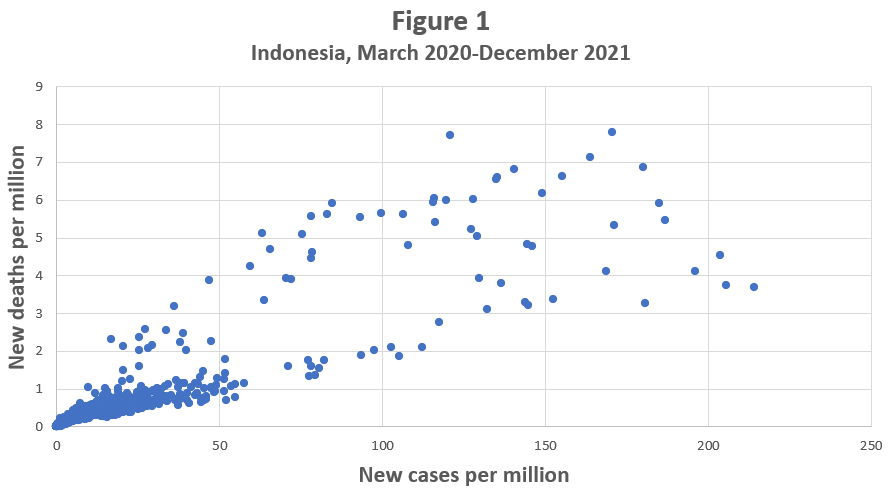 Figure 1
Indonesia, March 2020-December 2021
9
8
7
6
5
4
3
2
1
0
New deaths per million
0 50 100 150 200 250
New cases per million